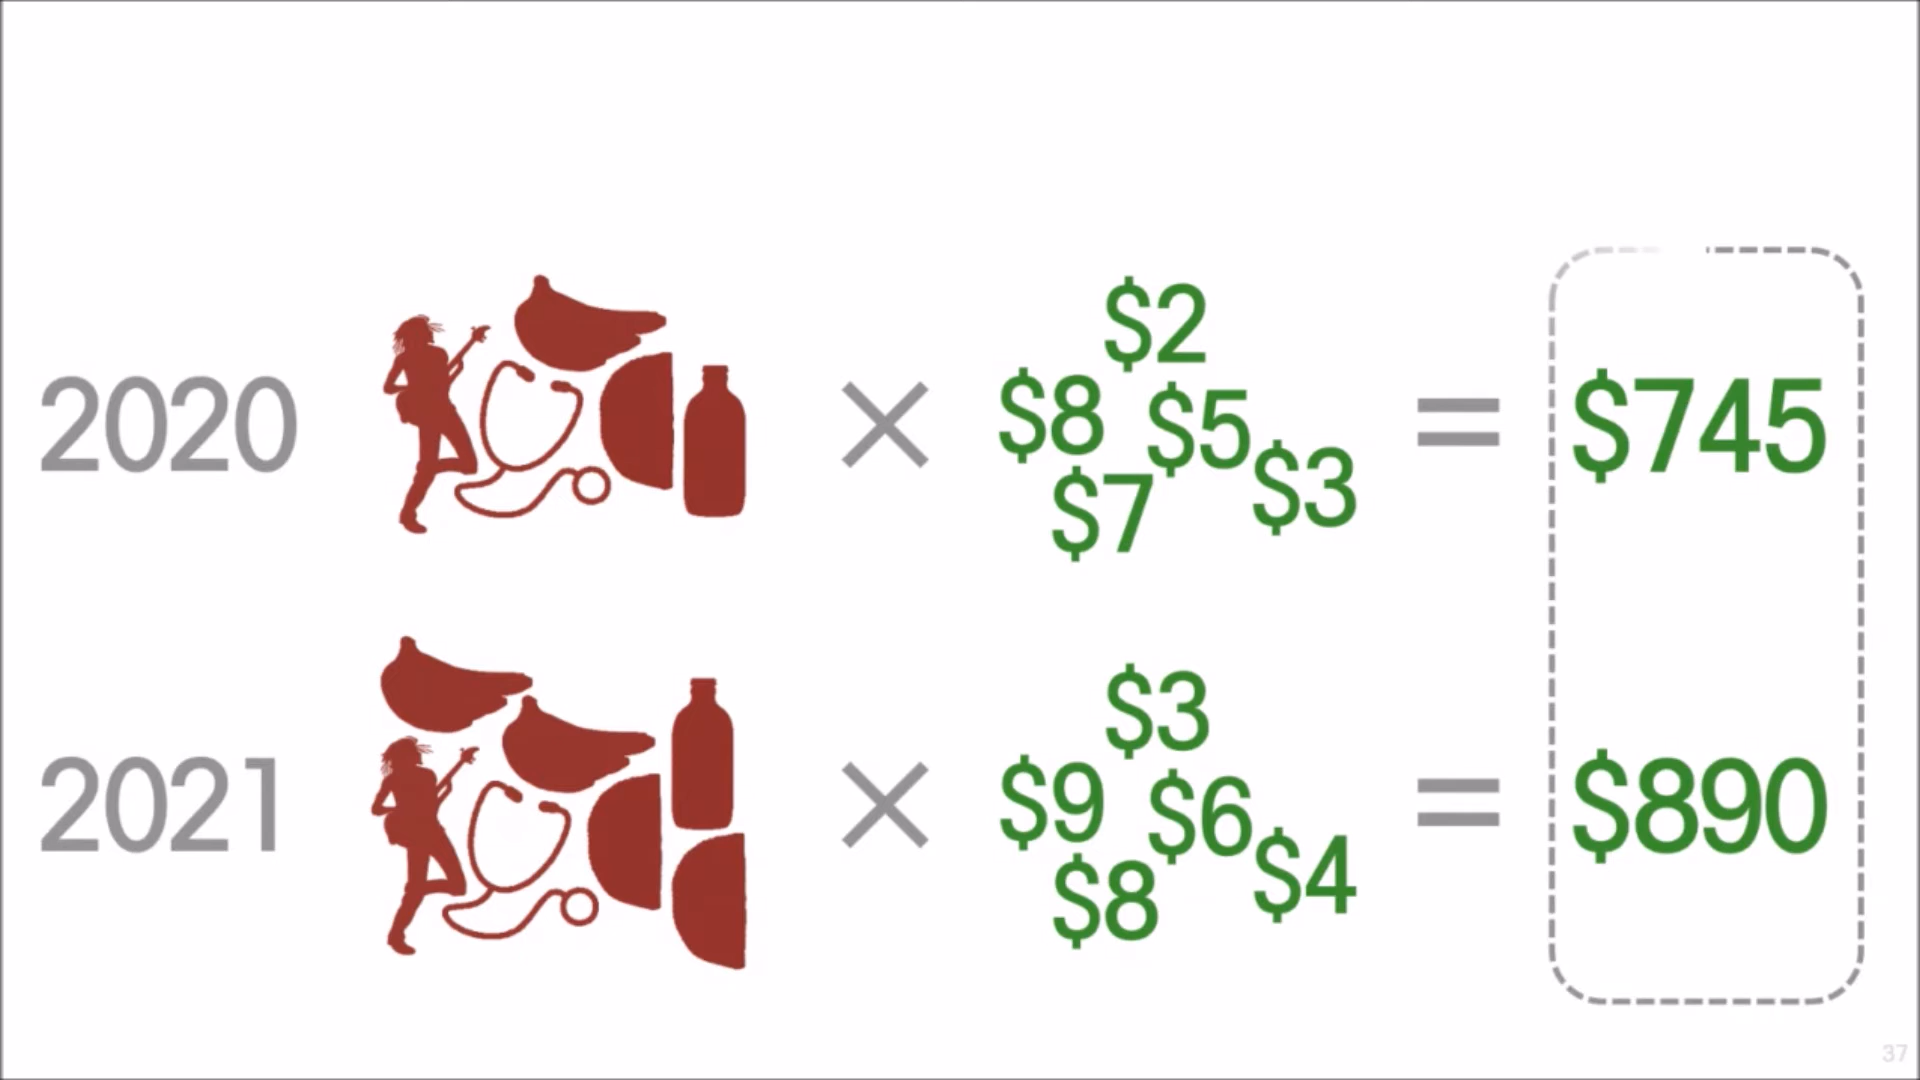 2020 × $2 $8 $5 $3 $7 = $745
2021 × $3 $9 $6 $4 $8 = $890
37